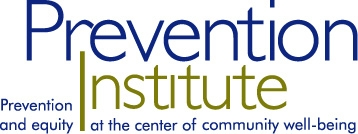 Prevention
Institute
Prevention
and equity at the center of community well-being